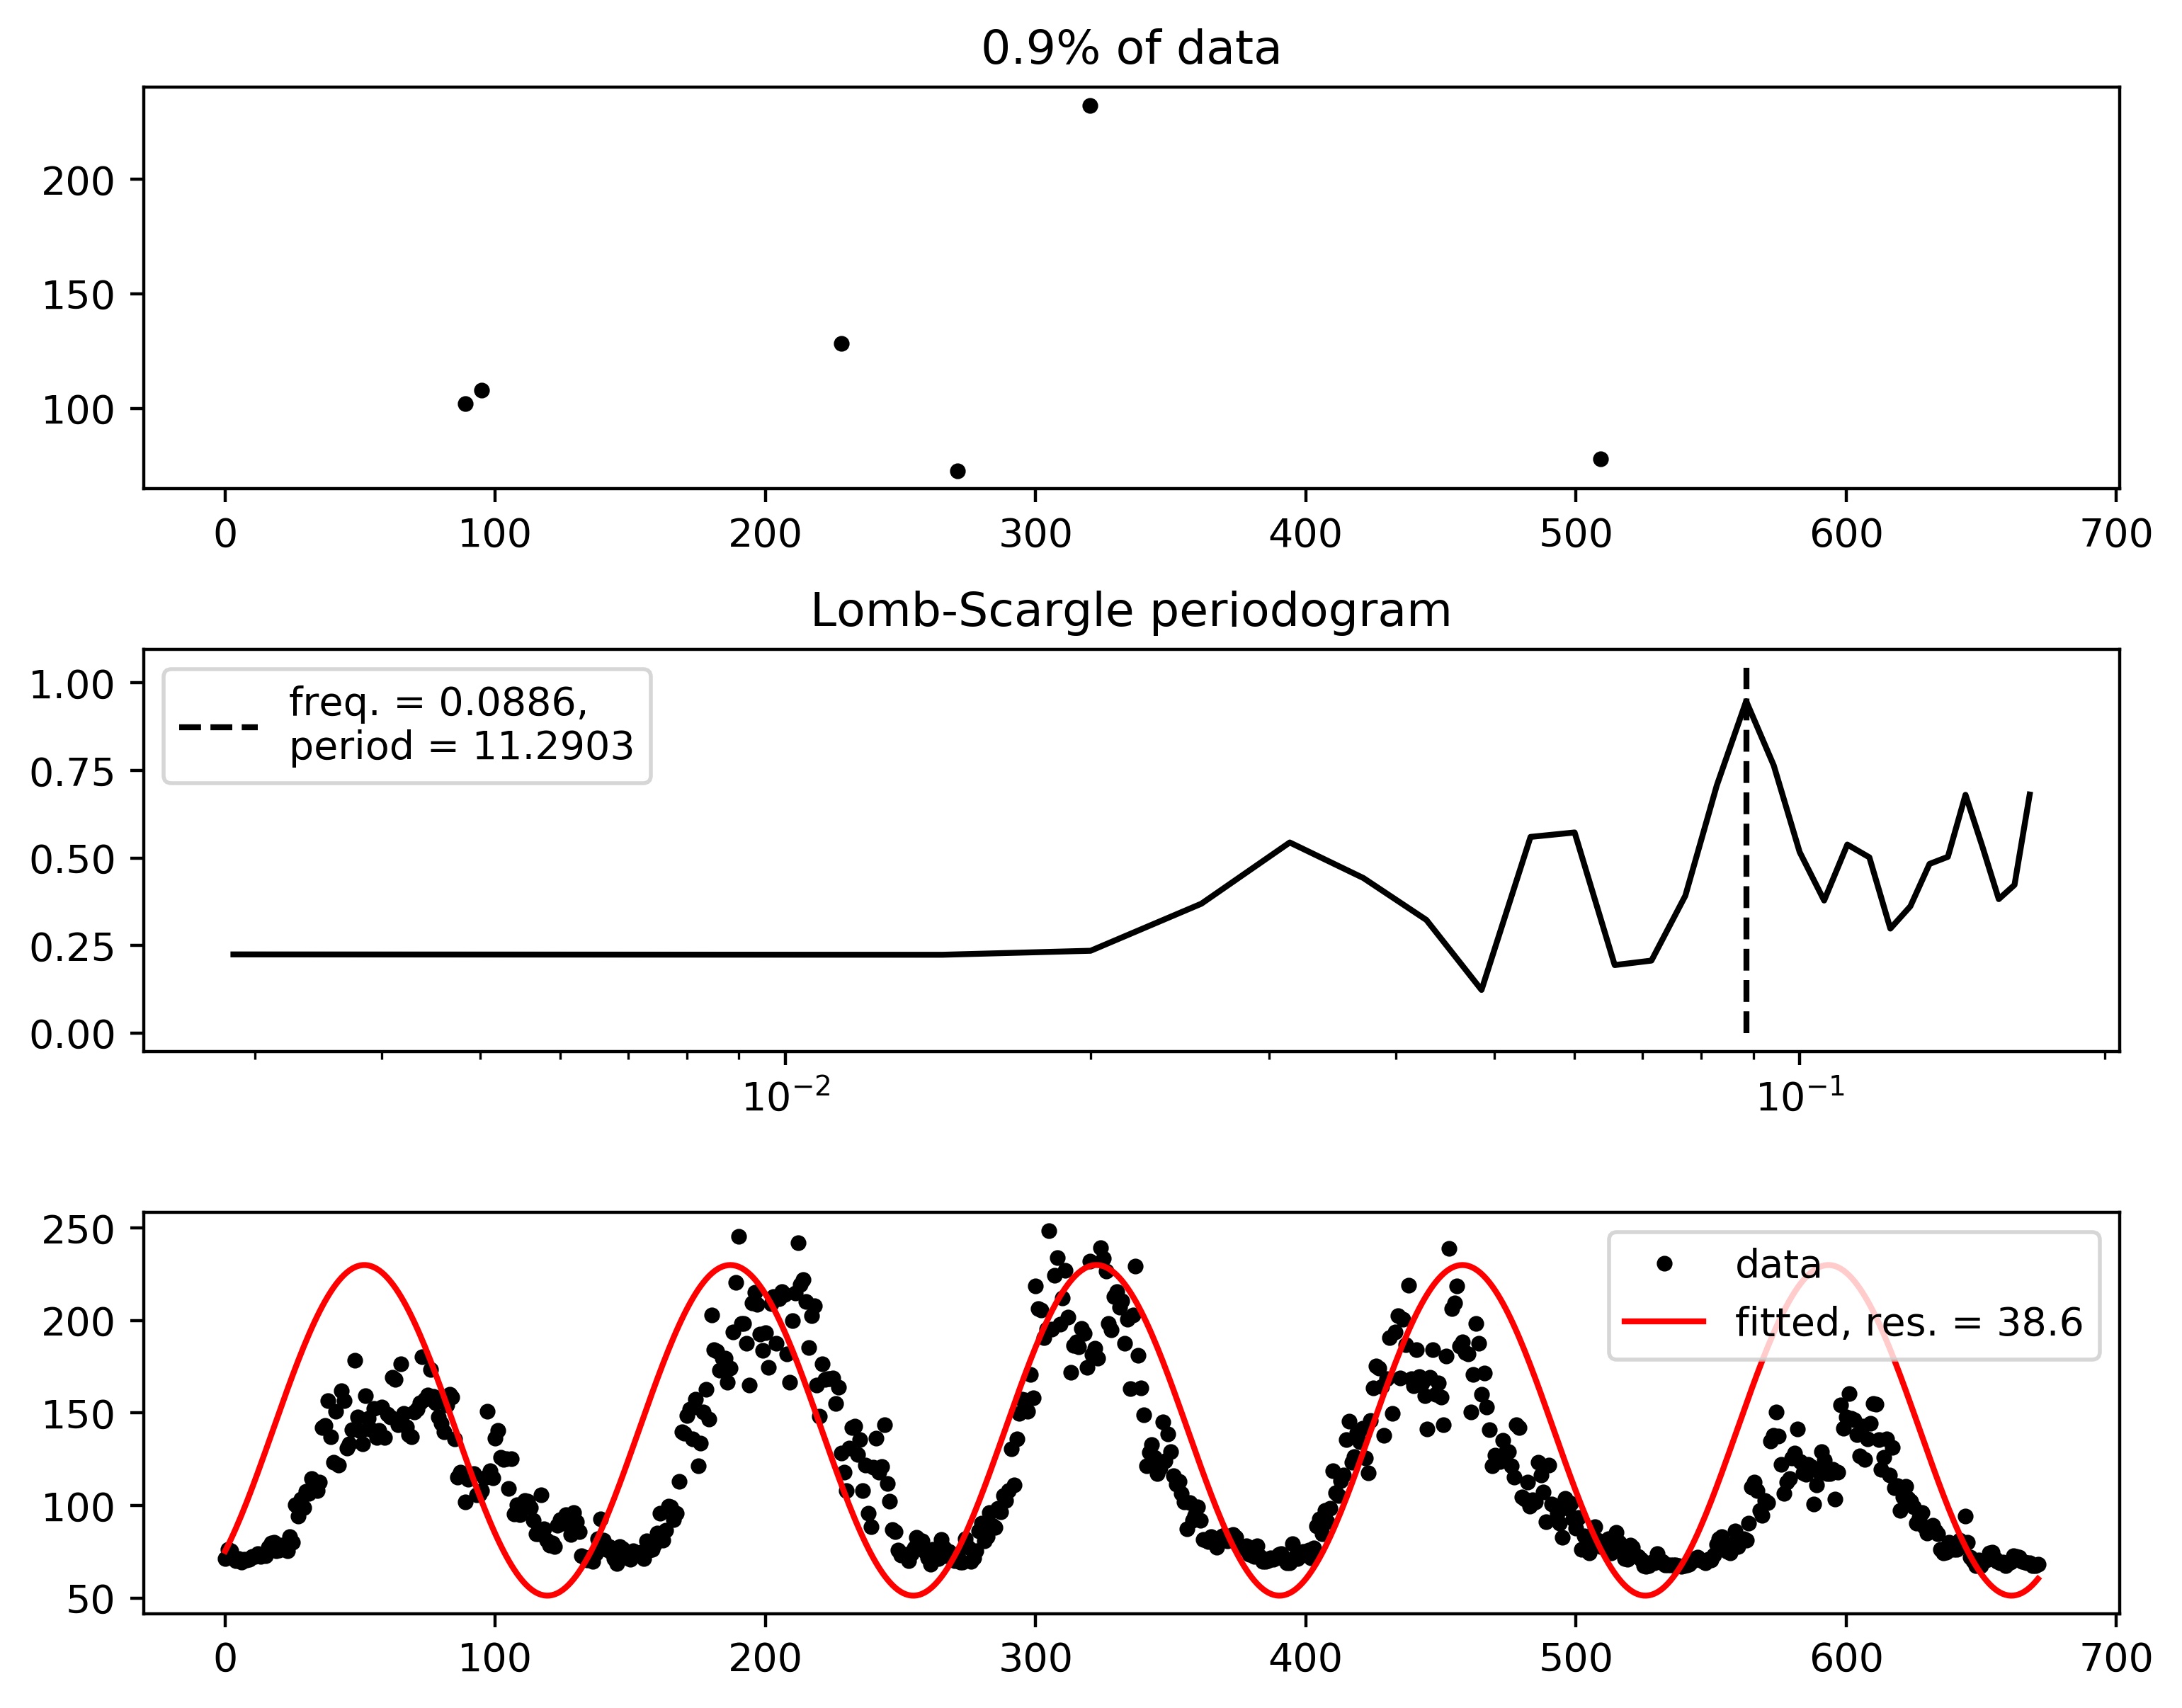 0.9% of data
200
150
100
0 100 200 300 400 500 600 700
Lomb-Scargle periodogram
1.00
0.75
0.50
0.25
0.00
freq. = 0.0886,
period = 11.2903
10⁻² 10⁻¹
250
200
150
100
50
data
fitted, res. = 38.6
0 100 200 300 400 500 600 700